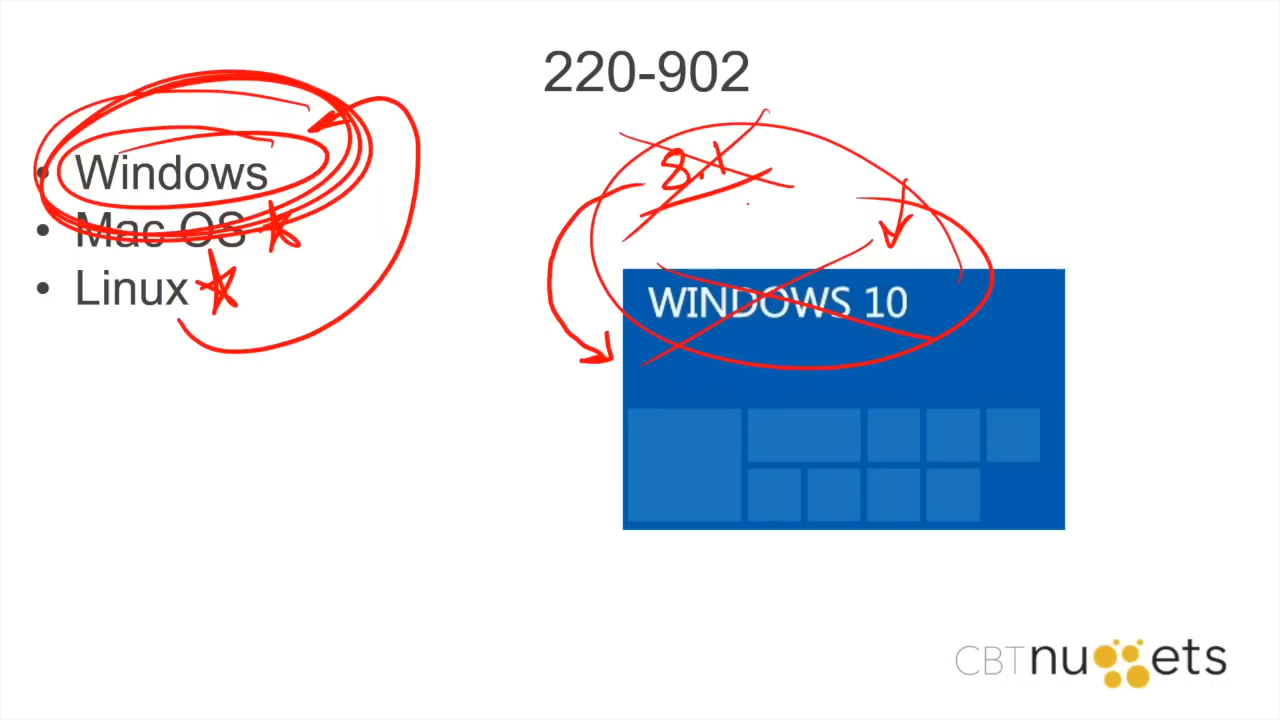 220-902
• Windows
• Mac OS
• Linux
8.1
WINDOWS 10
CBTnuggets